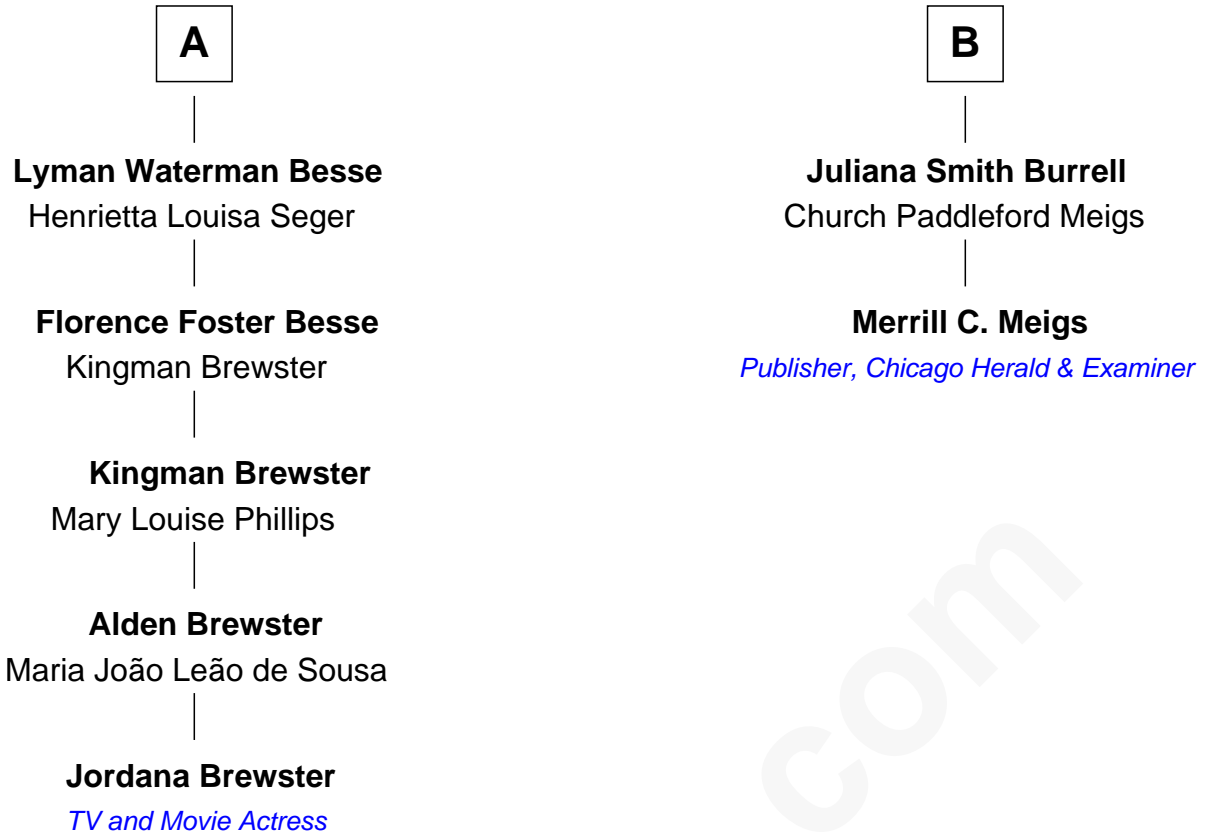 A
Lyman Waterman Besse
Henrietta Louisa Seger
Florence Foster Besse
Kingman Brewster
Kingman Brewster
Mary Louise Phillips
Alden Brewster
Maria João Leão de Sousa
Jordana Brewster
TV and Movie Actress
B
Juliana Smith Burrell
Church Paddleford Meigs
Merrill C. Meigs
Publisher, Chicago Herald & Examiner
com